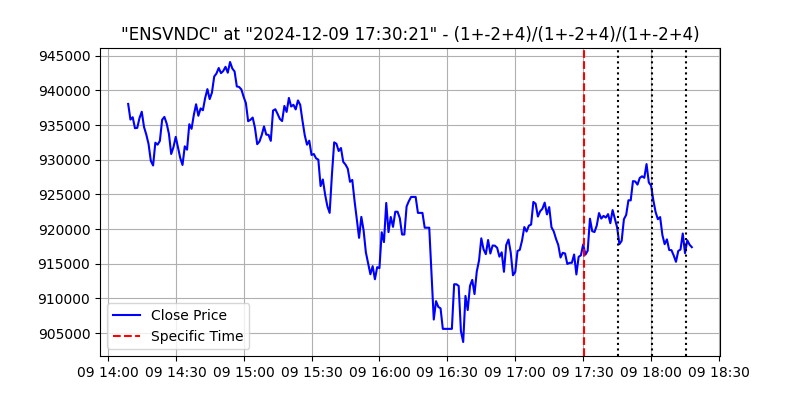 "ENSVNDC" at "2024-12-09 17:30:21" - (1+-2+4)/(1+-2+4)/(1+-2+4)
945000
940000
935000
930000
925000
920000
915000
910000
905000
Close Price
Specific Time
09 14:00 09 14:30 09 15:00 09 15:30 09 16:00 09 16:30 09 17:00 09 17:30 09 18:00 09 18:30